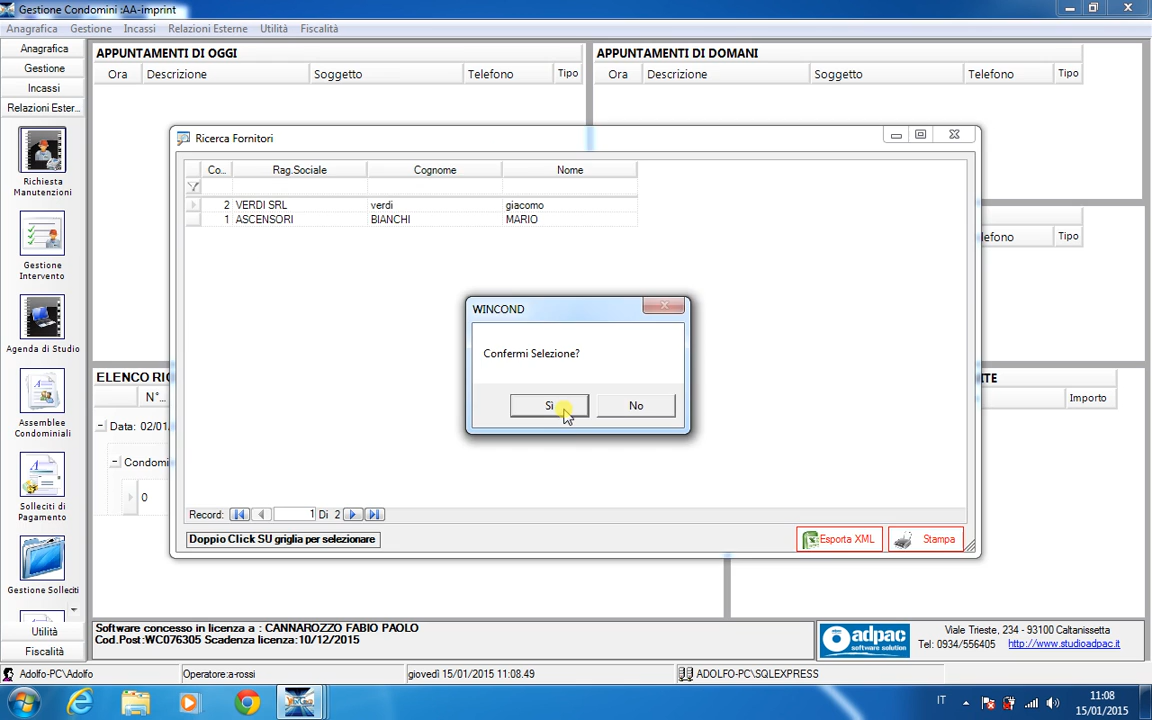 Gestione Condomini :AA-imprint
Anagrafica Gestione Incassi Relazioni Esterne Utilità Fiscalità
Anagrafica
Gestione
Incassi
Relazioni Ester...
Richiesta
Manutenzioni
Gestione
Intervento
Agenda di Studio
Assemblee
Condominiali
Solleciti di
Pagamento
Gestione Solleciti
Utilità
Fiscalità
APPUNTAMENTI DI OGGI
Ora Descrizione Soggetto Telefono Tipo
APPUNTAMENTI DI DOMANI
Ora Descrizione Soggetto Telefono Tipo
lefono Tipo
Ricerca Fornitori
Co... Rag.Sociale Cognome Nome
2 VERDI SRL verdi giacomo
1 ASCENSORI BIANCHI MARIO
WINCOND
Confermi Selezione?
Sì No
Record: 1 Di 2
Doppio Click SU griglia per selezionare
Esporta XML Stampa
ELENCO RIC
N°...
Data: 02/01
Condomi
0
ITE
Importo
Software concesso in licenza a : CANNAROZZO FABIO PAOLO
Cod.Post:WC076305 Scadenza licenza:10/12/2015
adpac
software solution
Viale Trieste, 234 - 93100 Caltanissetta
Tel: 0934/556405 http://www.studioadpac.it
Adolfo-PC\Adolfo Operatore:a-rossi giovedì 15/01/2015 11:08.49 ADOLFO-PC\SQLEXPRESS
IT
11:08
15/01/2015